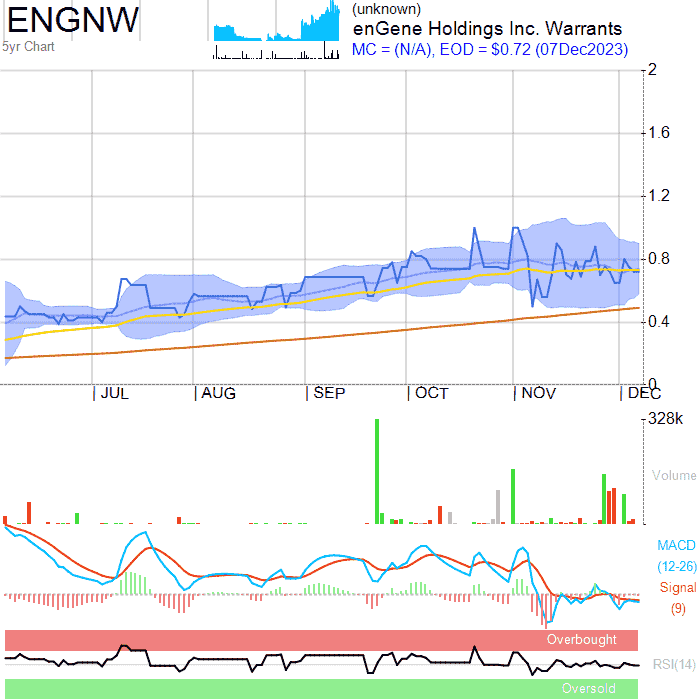 ENGNW
5yr Chart
(unknown)
enGene Holdings Inc. Warrants
MC = (N/A), EOD = $0.72 (07Dec2023)
2
1.6
1.2
0.8
0.4
0
JUL AUG SEP OCT NOV DEC
328k
Volume
MACD
(12-26)
Signal
(9)
Overbought
RSI(14)
Oversold